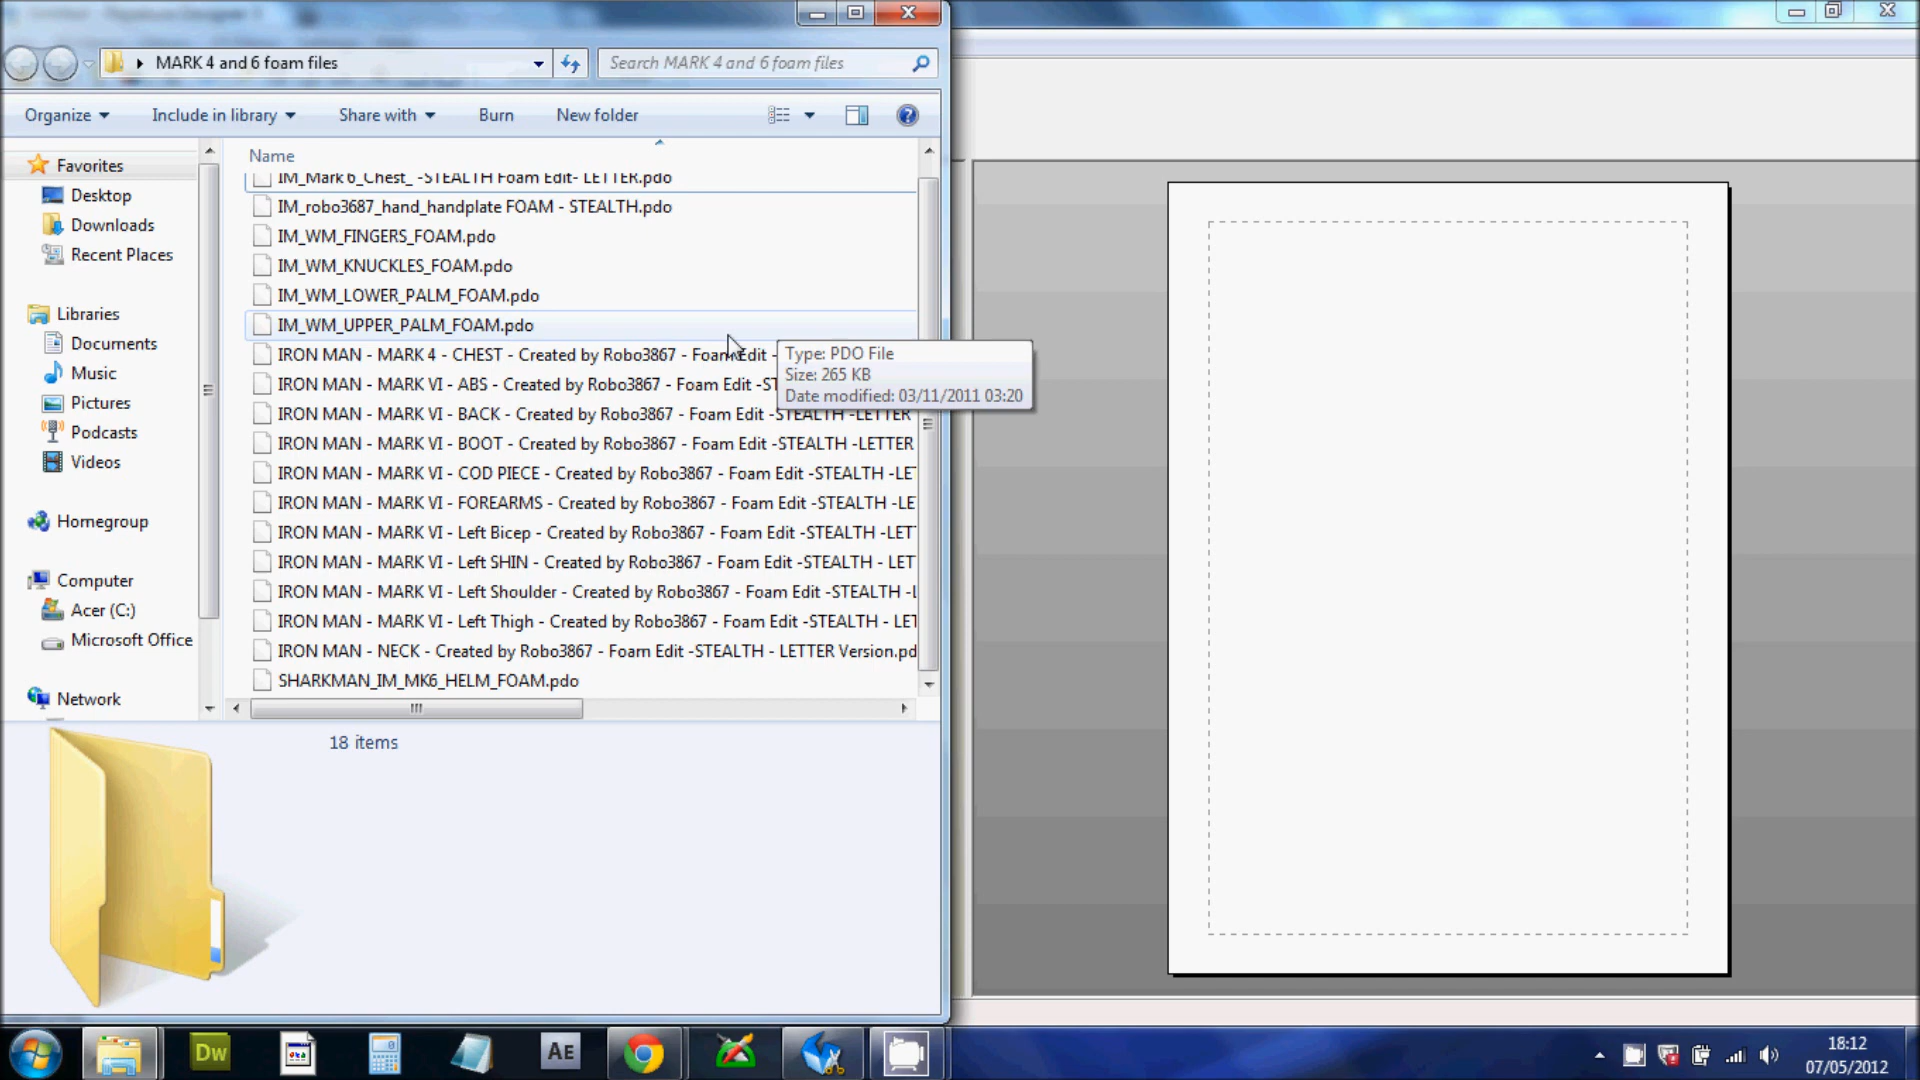 MARK 4 and 6 foam files
Search MARK 4 and 6 foam files
Organize
Include in library
Share with
Burn
New folder
Favorites
Desktop
Downloads
Recent Places
Libraries
Documents
Music
Pictures
Podcasts
Videos
Homegroup
Computer
Acer (C:)
Microsoft Office
Network
Name
IM_Mark 6_Chest_ -STEALTH Foam Edit- LETTER.pdo
IM_robo3687_hand_handplate FOAM - STEALTH.pdo
IM_WM_FINGERS_FOAM.pdo
IM_WM_KNUCKLES_FOAM.pdo
IM_WM_LOWER_PALM_FOAM.pdo
IM_WM_UPPER_PALM_FOAM.pdo
IRON MAN - MARK 4 - CHEST - Created by Robo3867 - Foam Edit -
IRON MAN - MARK VI - ABS - Created by Robo3867 - Foam Edit -ST
IRON MAN - MARK VI - BACK - Created by Robo3867 - Foam Edit -STEALTH -LETTER
IRON MAN - MARK VI - BOOT - Created by Robo3867 - Foam Edit -STEALTH -LETTER
IRON MAN - MARK VI - COD PIECE - Created by Robo3867 - Foam Edit -STEALTH -LET
IRON MAN - MARK VI - FOREARMS - Created by Robo3867 - Foam Edit -STEALTH -LE
IRON MAN - MARK VI - Left Bicep - Created by Robo3867 - Foam Edit -STEALTH -LET
IRON MAN - MARK VI - Left SHIN - Created by Robo3867 - Foam Edit -STEALTH - LET
IRON MAN - MARK VI - Left Shoulder - Created by Robo3867 - Foam Edit -STEALTH -L
IRON MAN - MARK VI - Left Thigh - Created by Robo3867 - Foam Edit -STEALTH - LET
IRON MAN - NECK - Created by Robo3867 - Foam Edit -STEALTH - LETTER Version.pd
SHARKMAN_IM_MK6_HELM_FOAM.pdo
Type: PDO File
Size: 265 KB
Date modified: 03/11/2011 03:20
18 items
Dw
AE
18:12
07/05/2012